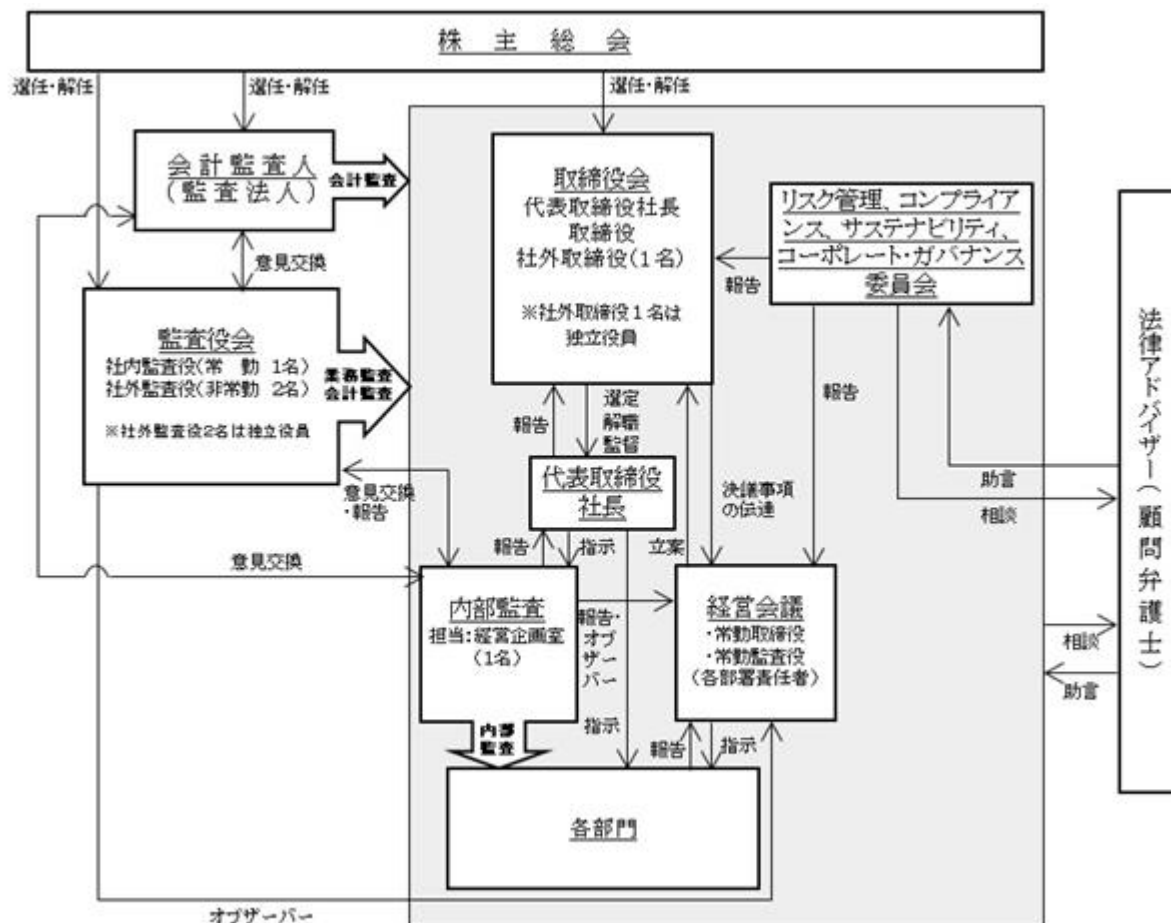 株主総会
選任・解任
選任・解任
選任・解任
会計監査人
(監査法人)
会計監査
取締役会
代表取締役社長
取締役
社外取締役(1名)
※社外取締役1名は
独立役員
リスク管理、コンプライア
ンス、サステナビリティ、
コーポレート・ガバナンス
委員会
報告
意見交換
監査役会
社内監査役(常　勤 1名)
社外監査役(非常勤 2名)
※社外監査役2名は独立役員
業務監査
会計監査
法律アドバイザー(顧問弁護士)
報告
選定
解職
監督
報告
代表取締役
社長
決議事項
の伝達
助言
相談
意見交換
・報告
意見交換
報告
指示
立案
内部監査
担当:経営企画室
(1名)
報告・
オブ
ザー
バー
経営会議
・常勤取締役
・常勤監査役
(各部署責任者)
相談
助言
内部
監査
指示
報告
指示
各部門
オブザーバー